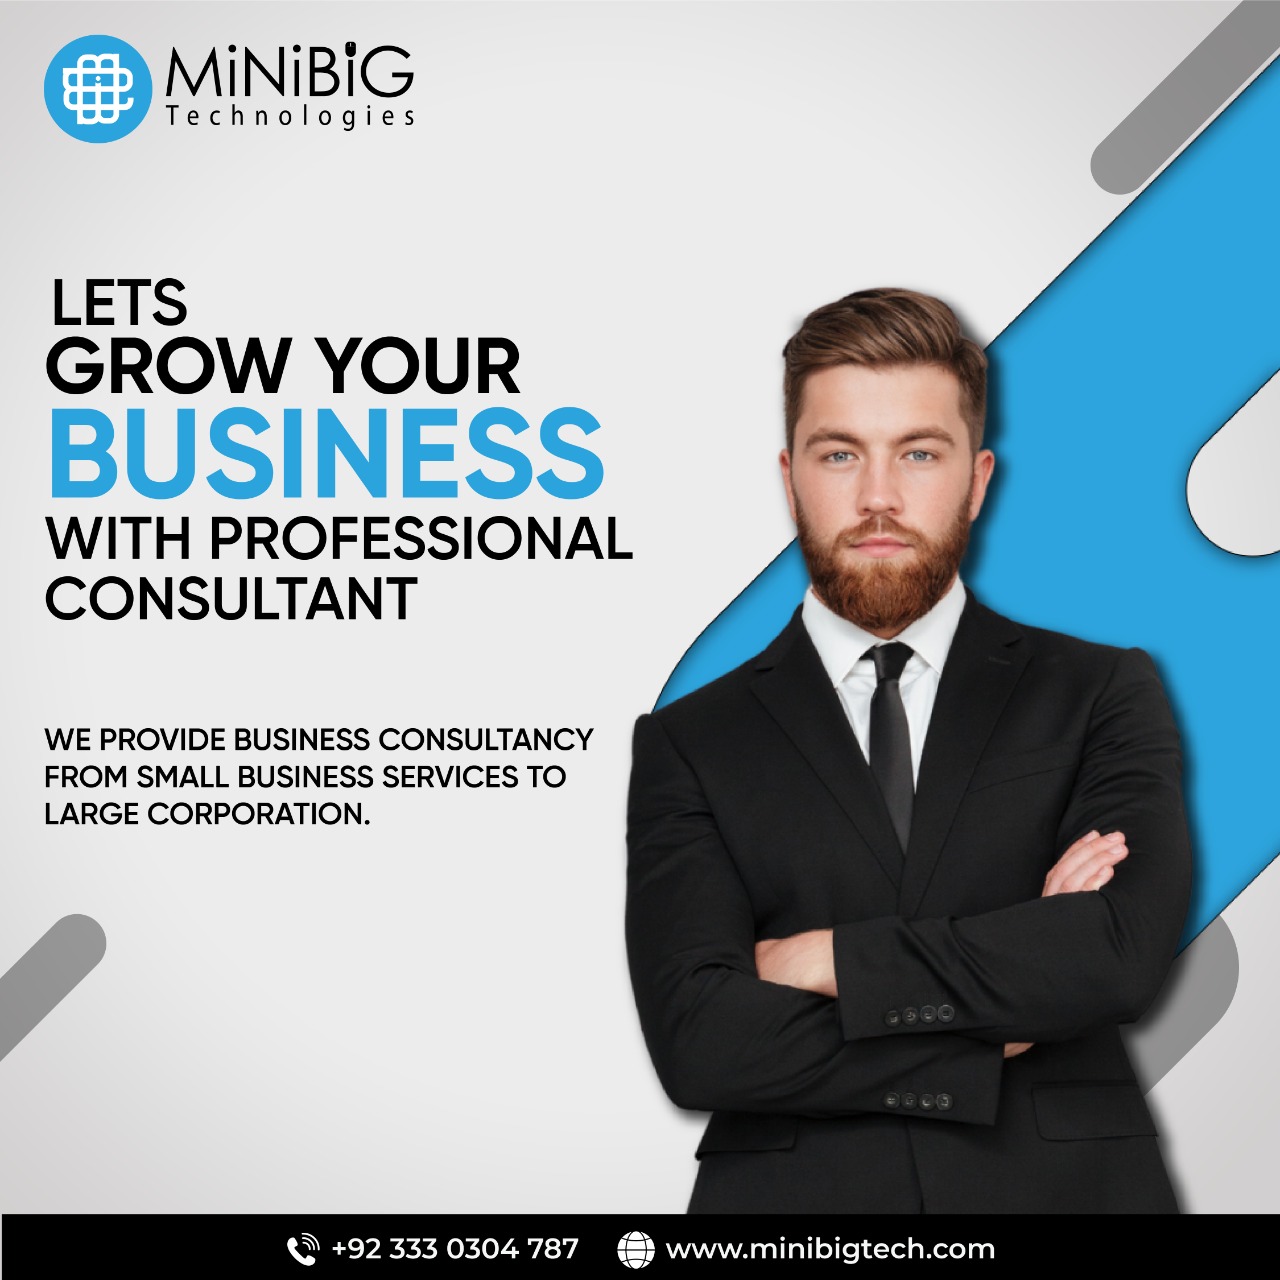 MiNiBiG
Technologies
LETS
GROW YOUR
BUSINESS
WITH PROFESSIONAL
CONSULTANT
WE PROVIDE BUSINESS CONSULTANCY
FROM SMALL BUSINESS SERVICES TO
LARGE CORPORATION.
+92 333 0304 787 www.minibigtech.com